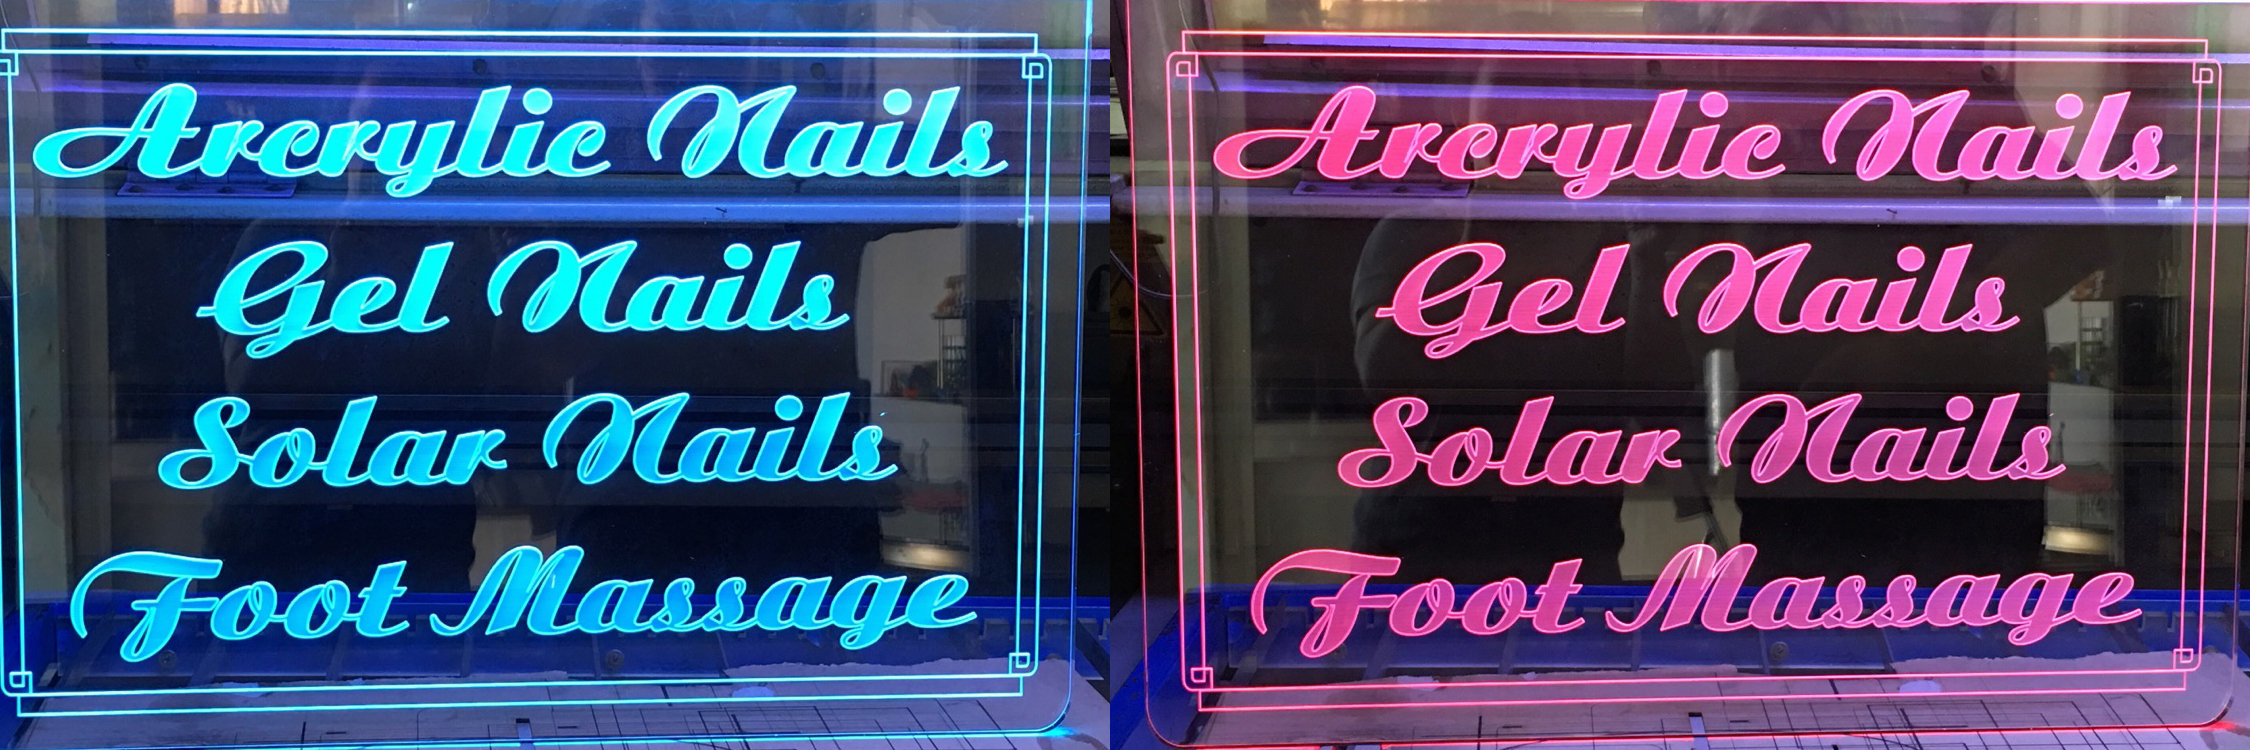 Arcrylic Nails
Gel Nails
Solar Nails
Foot Massage
Arcrylic Nails
Gel Nails
Solar Nails
Foot Massage